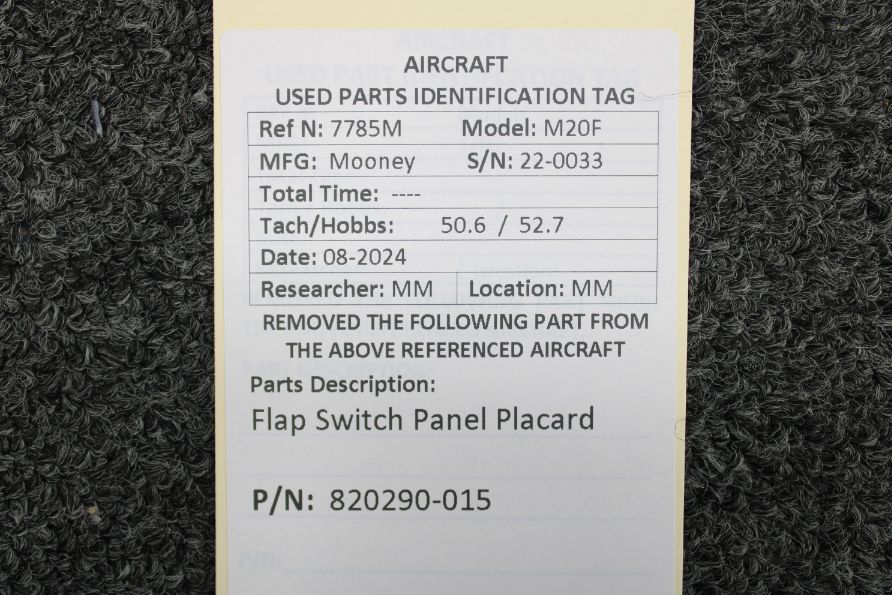 AIRCRAFT
USED PARTS IDENTIFICATION TAG
Ref N: 7785M Model: M20F
MFG: Mooney S/N: 22-0033
Total Time: ----
Tach/Hobbs: 50.6 / 52.7
Date: 08-2024
Researcher: MM Location: MM
REMOVED THE FOLLOWING PART FROM
THE ABOVE REFERENCED AIRCRAFT
Parts Description:
Flap Switch Panel Placard
P/N: 820290-015